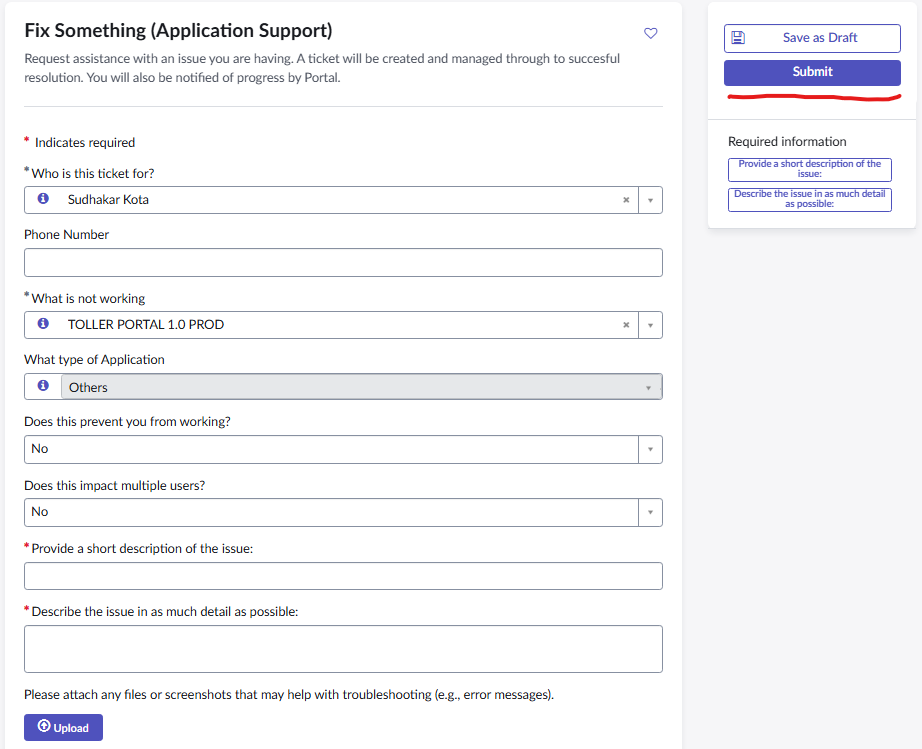 Fix Something (Application Support)
Request assistance with an issue you are having. A ticket will be created and managed through to succesful
resolution. You will also be notified of progress by Portal.
* Indicates required
*Who is this ticket for?
Sudhakar Kota
Phone Number
*What is not working
TOLLER PORTAL 1.0 PROD
What type of Application
Others
Does this prevent you from working?
No
Does this impact multiple users?
No
*Provide a short description of the issue:
*Describe the issue in as much detail as possible:
Please attach any files or screenshots that may help with troubleshooting (e.g., error messages).
Upload
Save as Draft
Submit
Required information
Provide a short description of the
issue:
Describe the issue in as much detail
as possible: